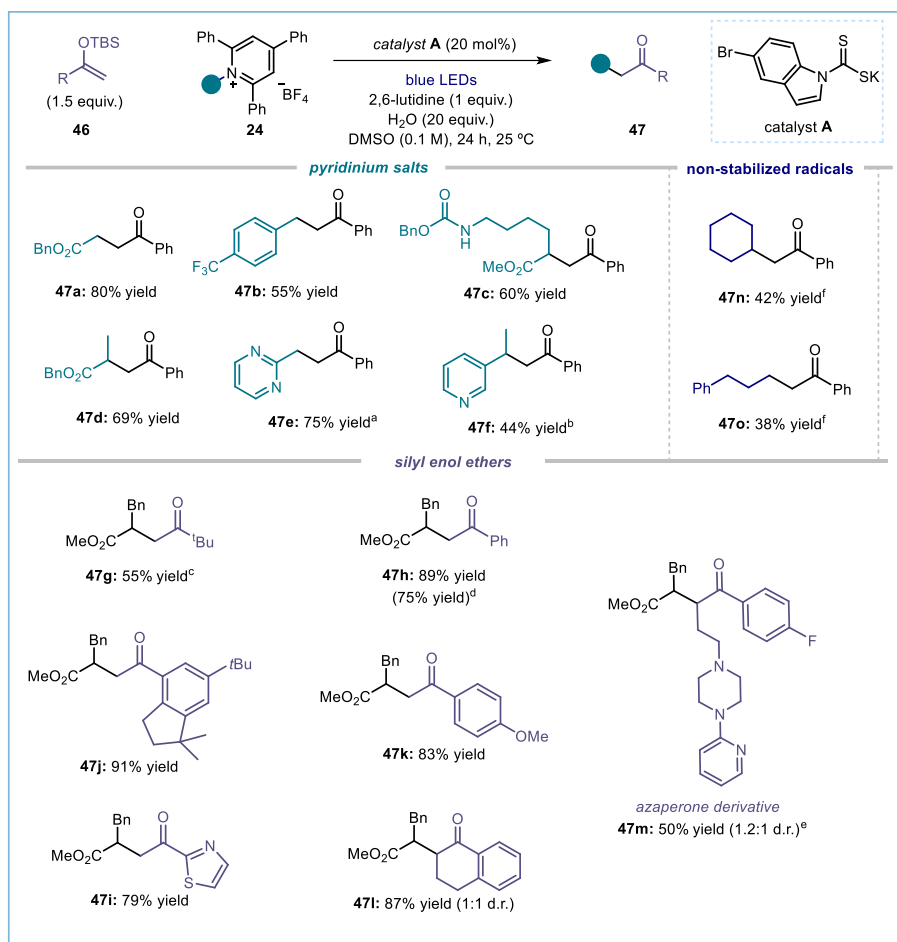 OTBS
R
(1.5 equiv.)
46
Ph
Ph
Ph
N
+
−
BF4
24
catalyst A (20 mol%)
blue LEDs
2,6-lutidine (1 equiv.)
H2O (20 equiv.)
DMSO (0.1 M), 24 h, 25 ºC
O
R
47
Br
N
S
SK
catalyst A
pyridinium salts
non-stabilized radicals
BnO2C
O
Ph
47a: 80% yield
F3C
O
Ph
47b: 55% yield
BnO
O
N
H
MeO2C
O
Ph
47c: 60% yield
O
Ph
47n: 42% yieldf
BnO2C
O
Ph
47d: 69% yield
N
N
O
Ph
47e: 75% yielda
N
O
Ph
47f: 44% yieldb
Ph
O
Ph
47o: 38% yieldf
silyl enol ethers
Bn
MeO2C
O
tBu
47g: 55% yieldc
Bn
MeO2C
O
Ph
47h: 89% yield
(75% yield)d
Bn
MeO2C
O
F
N
N
N
azaperone derivative
47m: 50% yield (1.2:1 d.r.)e
Bn
MeO2C
O
tBu
47j: 91% yield
Bn
MeO2C
O
OMe
47k: 83% yield
Bn
MeO2C
O
N
S
47i: 79% yield
Bn
MeO2C
O
47l: 87% yield (1:1 d.r.)